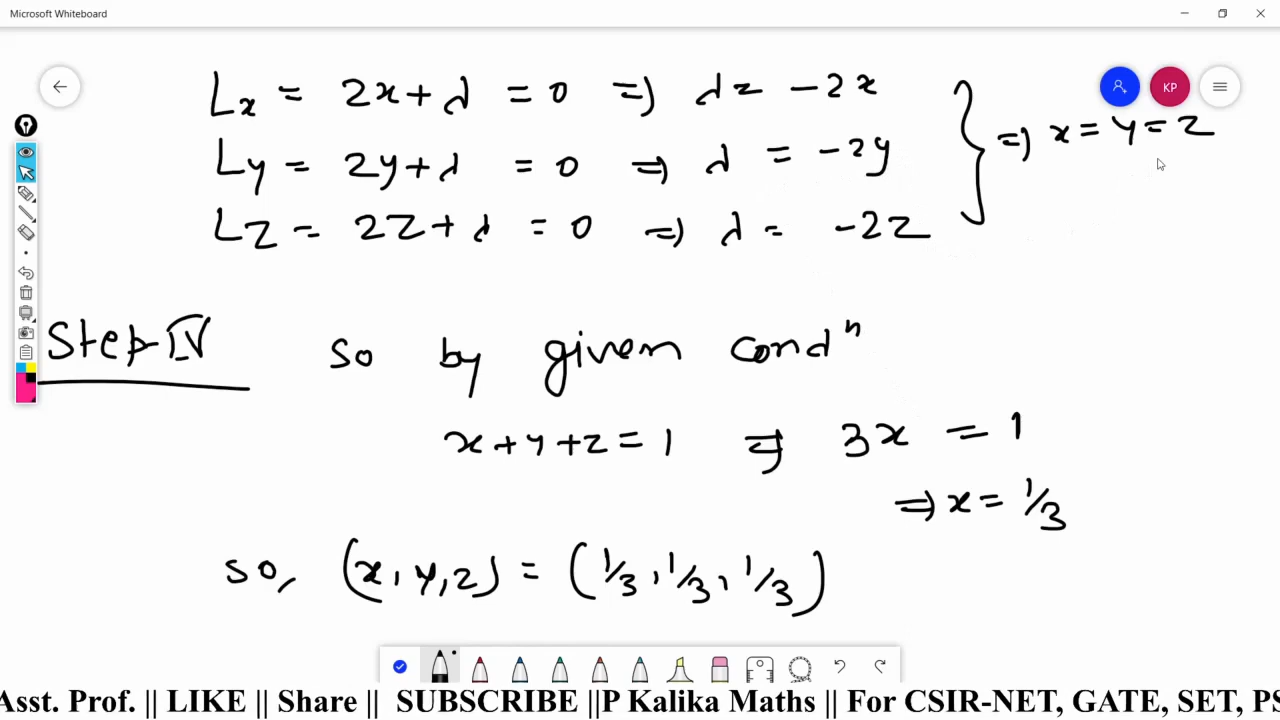 Microsoft Whiteboard
KP
Lx = 2x+λ = 0 ⇒ λ = -2x
Ly = 2y+λ = 0 ⇒ λ = -2y
Lz = 2z+λ = 0 ⇒ λ = -2z
} ⇒ x = y = z
Step-IV so by given condⁿ
x+y+z=1 ⇒ 3x = 1
⇒ x = 1/3
so, (x, y, z) = (1/3, 1/3, 1/3)
Asst. Prof. || LIKE || Share || SUBSCRIBE ||P Kalika Maths || For CSIR-NET, GATE, SET, PS